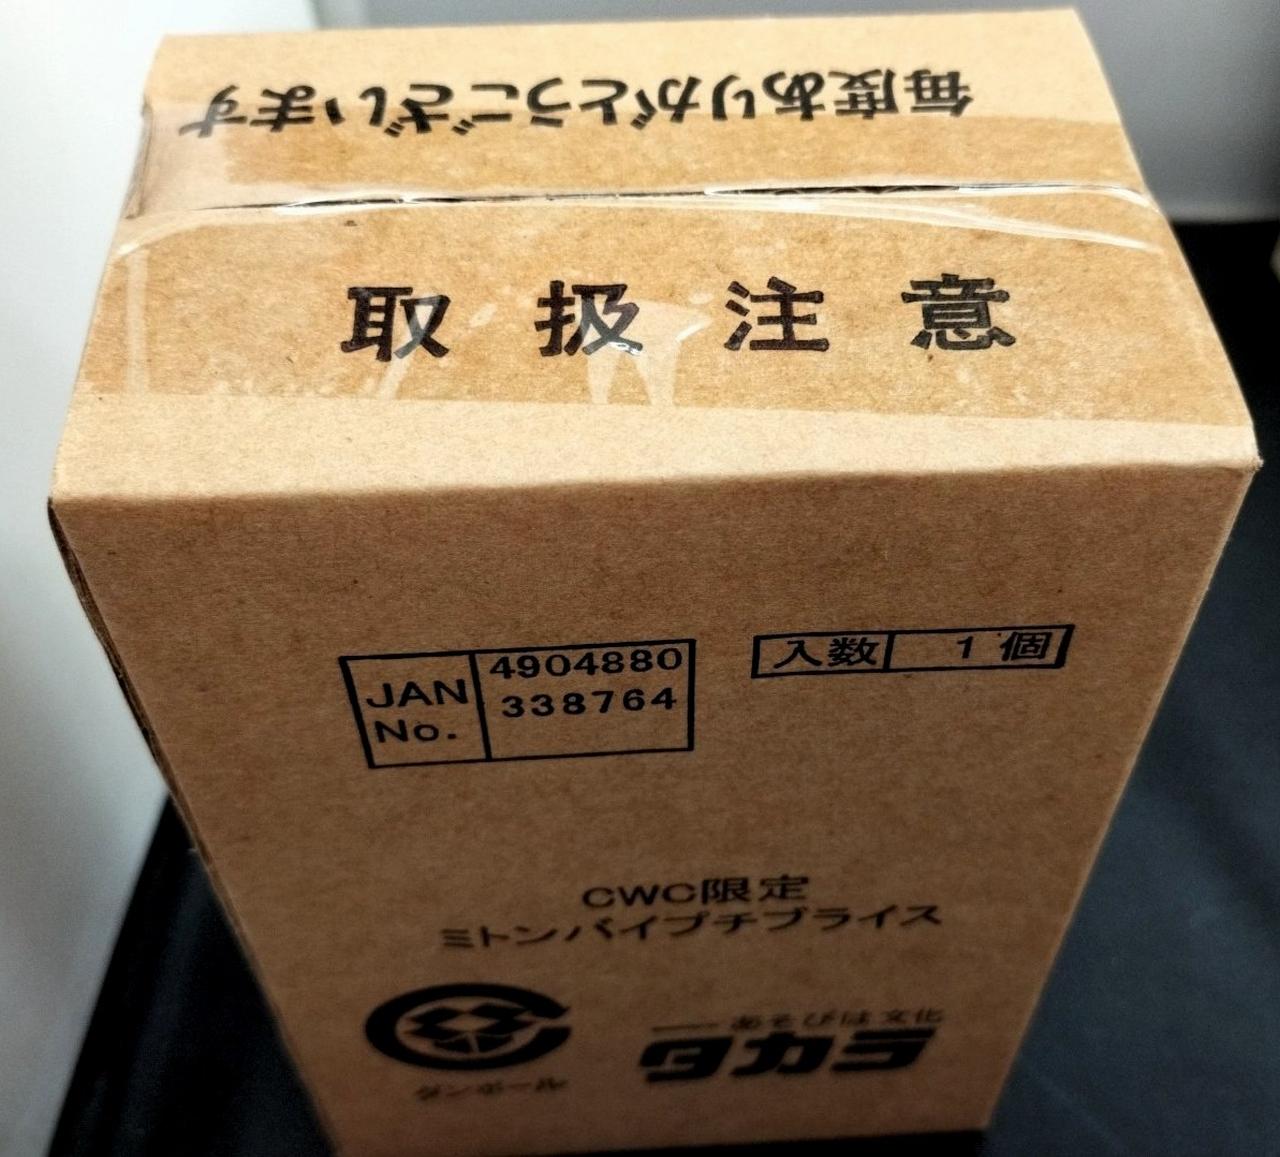 毎度ありがとうございます
取扱注意
JAN No.
4904880
338764
入数 1個
CWC限定
ミトンバイプチブライス
ダンボール
あそびは文化
タカラ